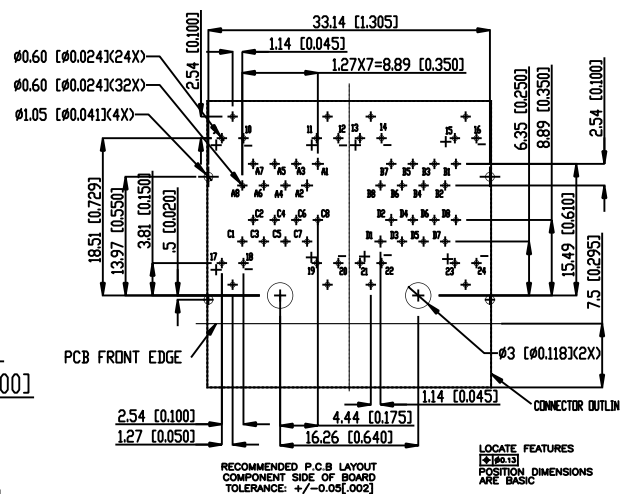 33.14 [1.305]
2.54 [0.100]
1.14 [0.045]
Ø0.60 [Ø0.024](24X)
1.27X7=8.89 [0.350]
Ø0.60 [Ø0.024](32X)
Ø1.05 [Ø0.041](4X)
6.35 [0.250]
8.89 [0.350]
2.54 [0.100]
10 11 12 13 14 15 16
A7 A5 A3 A1 B7 B5 B3 B1
A8 A6 A4 A2 B8 B6 B4 B2
C2 C4 C6 C8 D2 D4 D6 D8
C1 C3 C5 C7 D1 D3 D5 D7
17 18 19 20 21 22 23 24
18.51 [0.729]
13.97 [0.550]
3.81 [0.150]
.5 [0.020]
15.49 [0.610]
7.5 [0.295]
PCB FRONT EDGE
Ø3 [Ø0.118](2X)
00]
1.14 [0.045]
CONNECTOR OUTLIN
2.54 [0.100]
4.44 [0.175]
1.27 [0.050]
16.26 [0.640]
LOCATE FEATURES
Ø0.13
POSITION DIMENSIONS
ARE BASIC
RECOMMENDED P.C.B LAYOUT
COMPONENT SIDE OF BOARD
TOLERANCE: +/-0.05[.002]